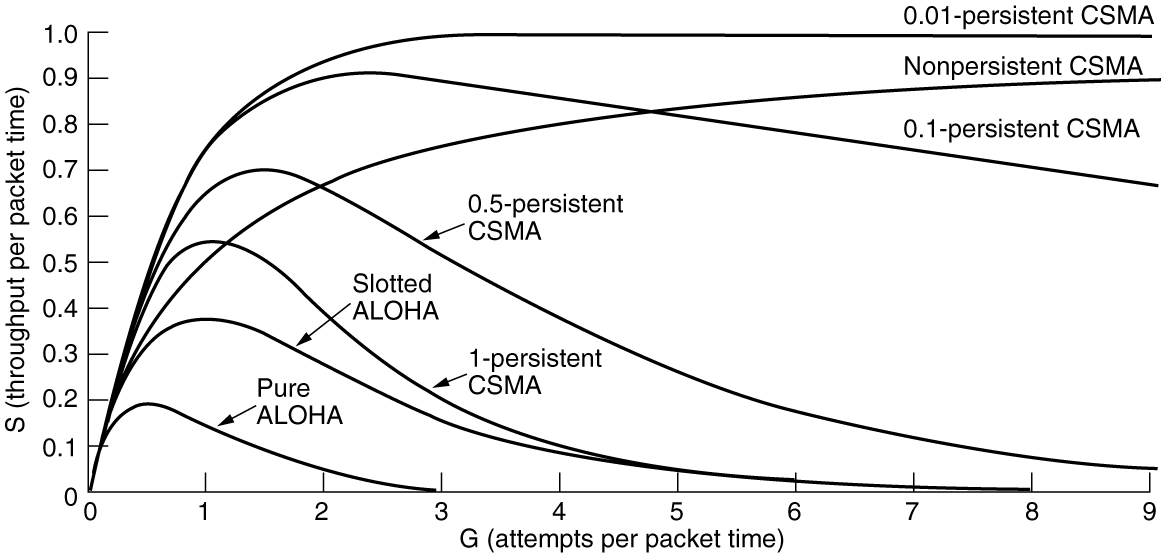 0.01-persistent CSMA
1.0
Nonpersistent CSMA
0.9
0.8
0.1-persistent CSMA
0.7
0.6
0.5-persistent
CSMA
0.5
Slotted
ALOHA
0.4
0.3
1-persistent
CSMA
Pure
ALOHA
0.2
0.1
0
S (throughput per packet time)
0 1 2 3 4 5 6 7 8 9
G (attempts per packet time)